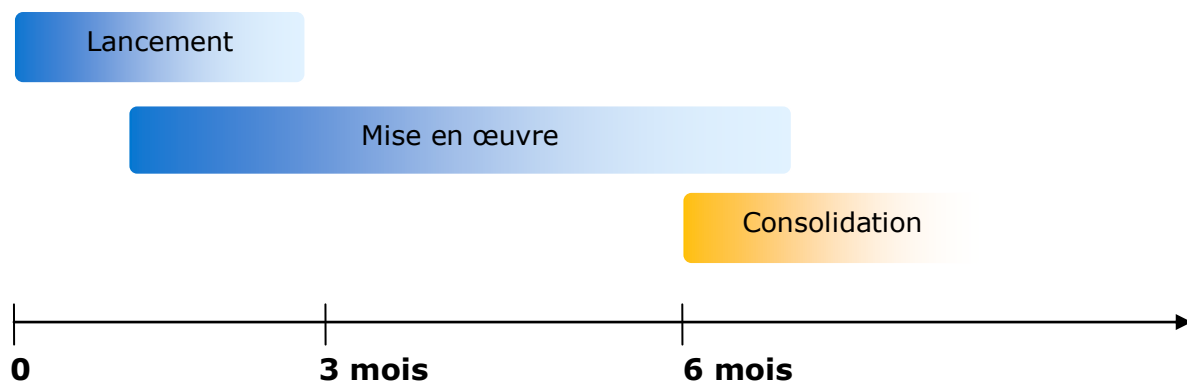 Lancement
Mise en œuvre
Consolidation
0 3 mois 6 mois